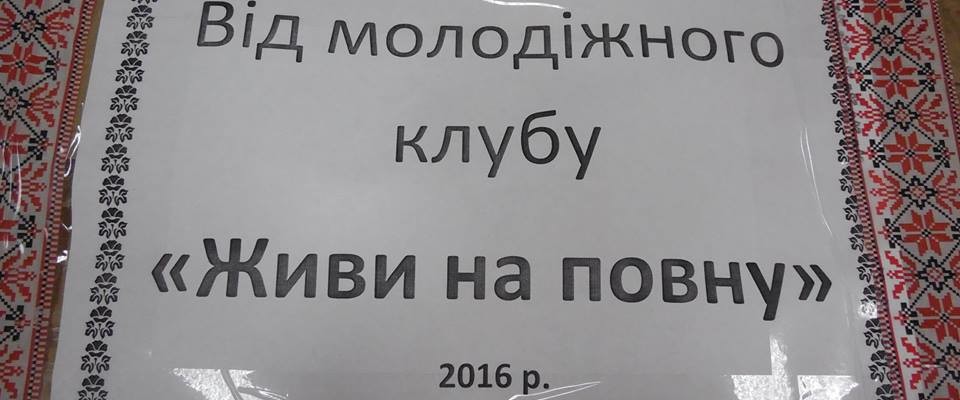 Від молодіжного
клубу
«Живи на повну»
2016 р.